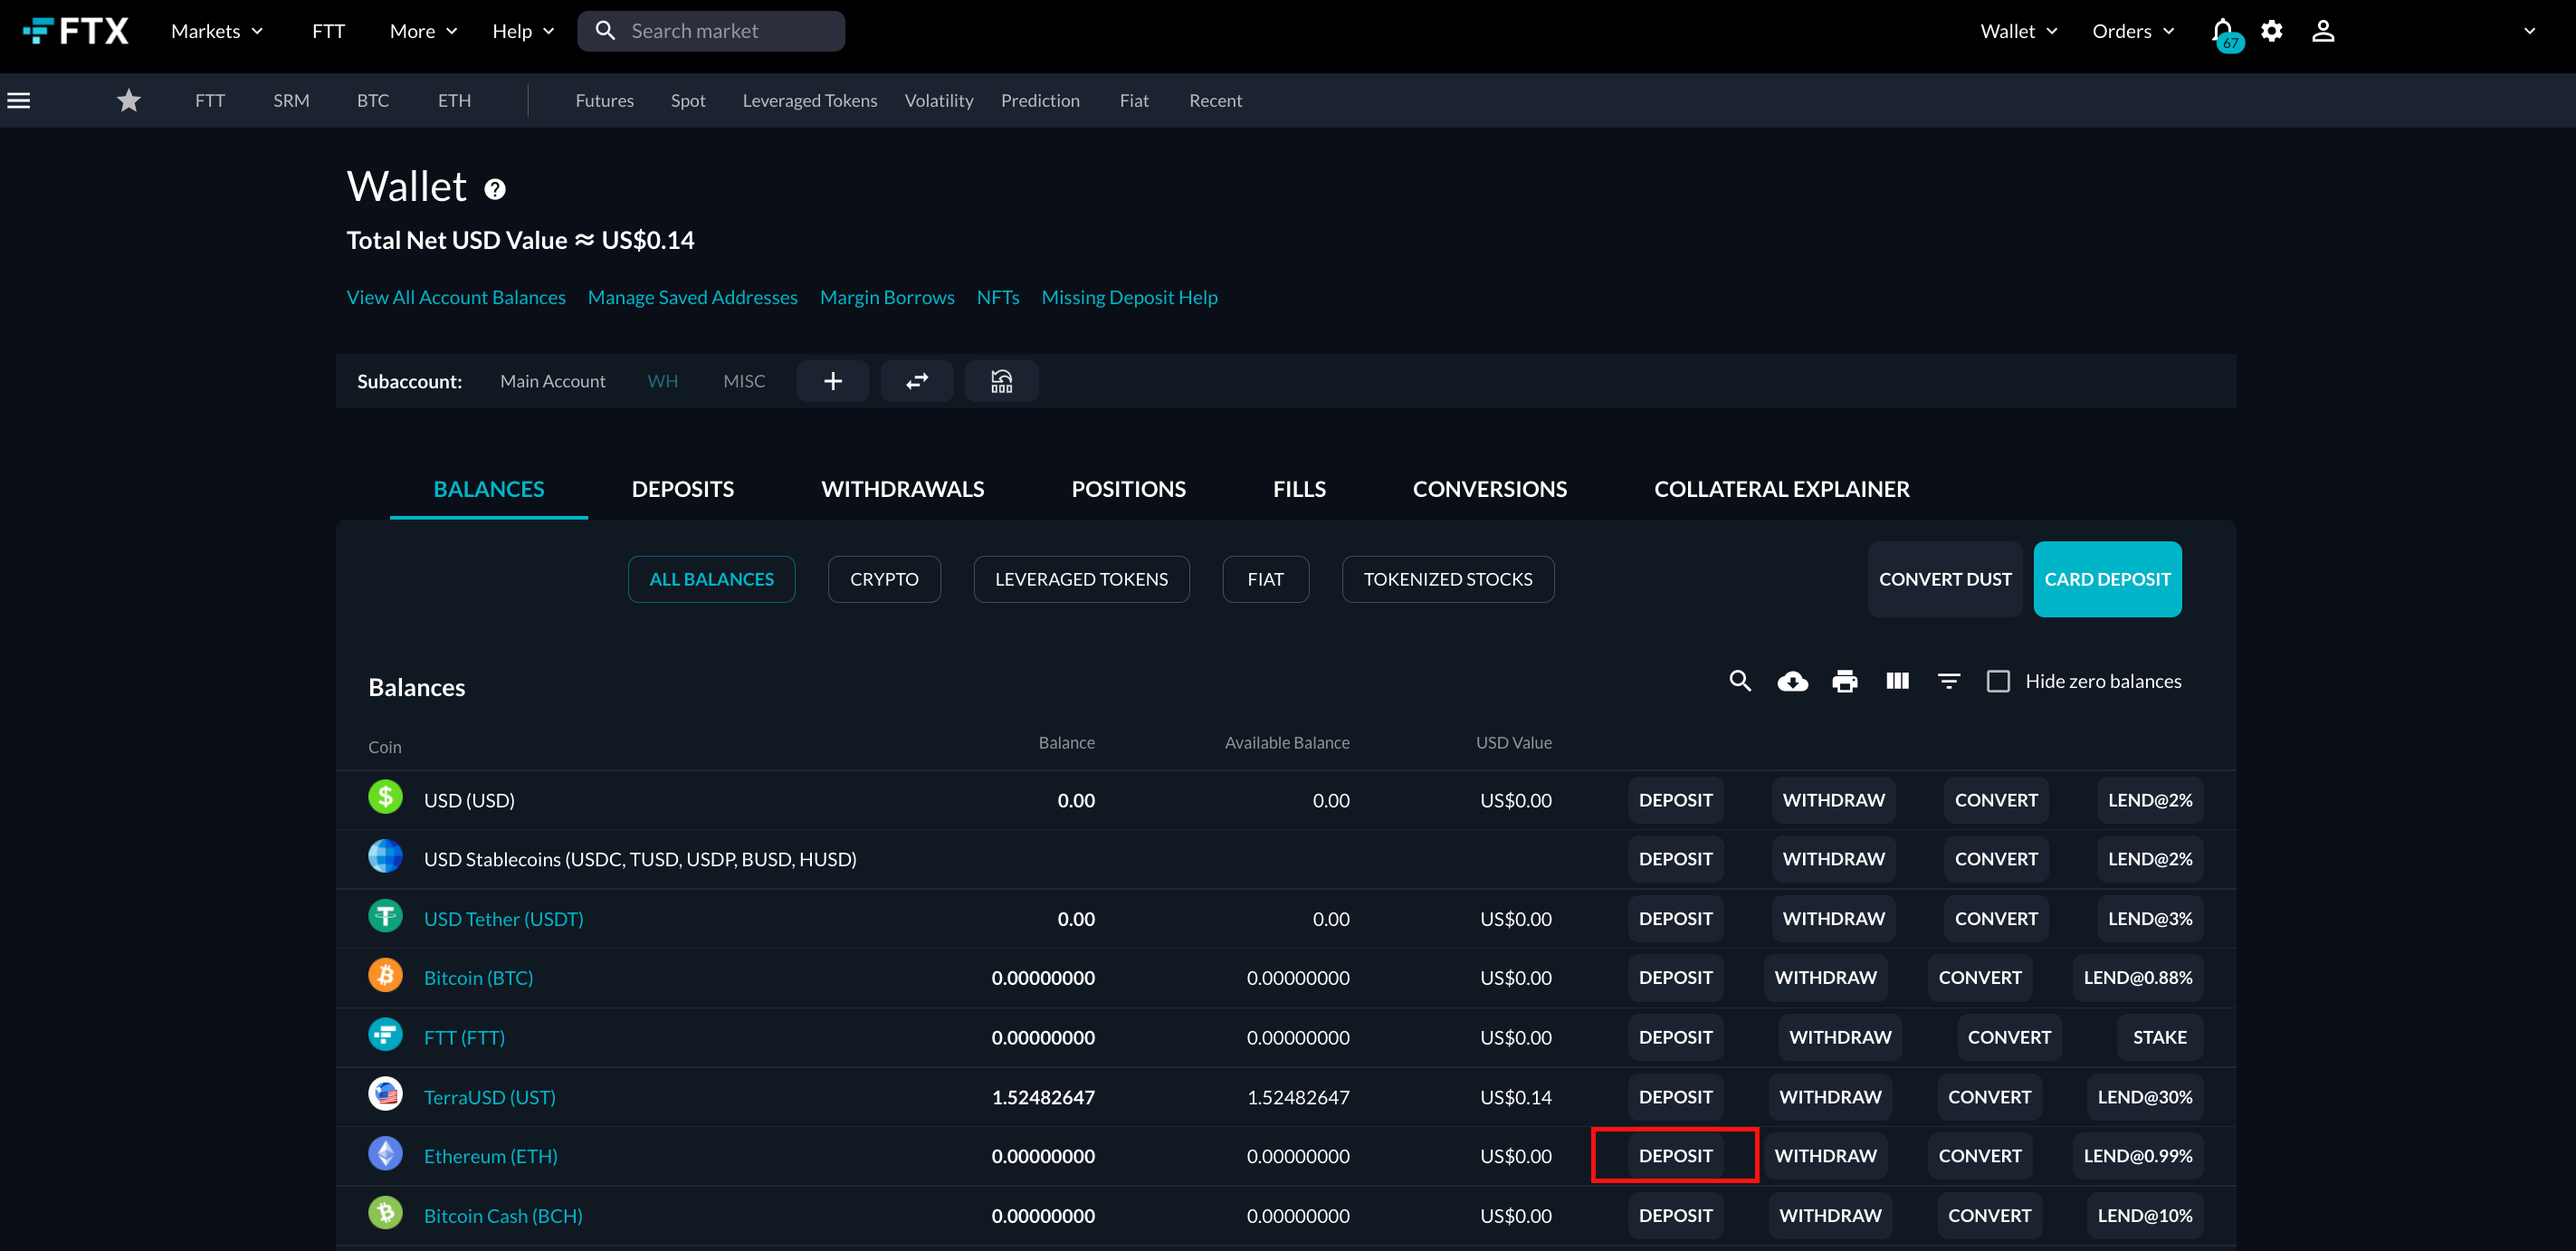 FTX Markets FTT More Help Search market Wallet Orders 67
FTT SRM BTC ETH Futures Spot Leveraged Tokens Volatility Prediction Fiat Recent
Wallet ?
Total Net USD Value ≈ US$0.14
View All Account Balances Manage Saved Addresses Margin Borrows NFTs Missing Deposit Help
Subaccount: Main Account WH MISC
BALANCES DEPOSITS WITHDRAWALS POSITIONS FILLS CONVERSIONS COLLATERAL EXPLAINER
ALL BALANCES CRYPTO LEVERAGED TOKENS FIAT TOKENIZED STOCKS CONVERT DUST CARD DEPOSIT
Balances Hide zero balances
Coin Balance Available Balance USD Value
USD (USD) 0.00 0.00 US$0.00 DEPOSIT WITHDRAW CONVERT LEND@2%
USD Stablecoins (USDC, TUSD, USDP, BUSD, HUSD) DEPOSIT WITHDRAW CONVERT LEND@2%
USD Tether (USDT) 0.00 0.00 US$0.00 DEPOSIT WITHDRAW CONVERT LEND@3%
Bitcoin (BTC) 0.00000000 0.00000000 US$0.00 DEPOSIT WITHDRAW CONVERT LEND@0.88%
FTT (FTT) 0.00000000 0.00000000 US$0.00 DEPOSIT WITHDRAW CONVERT STAKE
TerraUSD (UST) 1.52482647 1.52482647 US$0.14 DEPOSIT WITHDRAW CONVERT LEND@30%
Ethereum (ETH) 0.00000000 0.00000000 US$0.00 DEPOSIT WITHDRAW CONVERT LEND@0.99%
Bitcoin Cash (BCH) 0.00000000 0.00000000 US$0.00 DEPOSIT WITHDRAW CONVERT LEND@10%